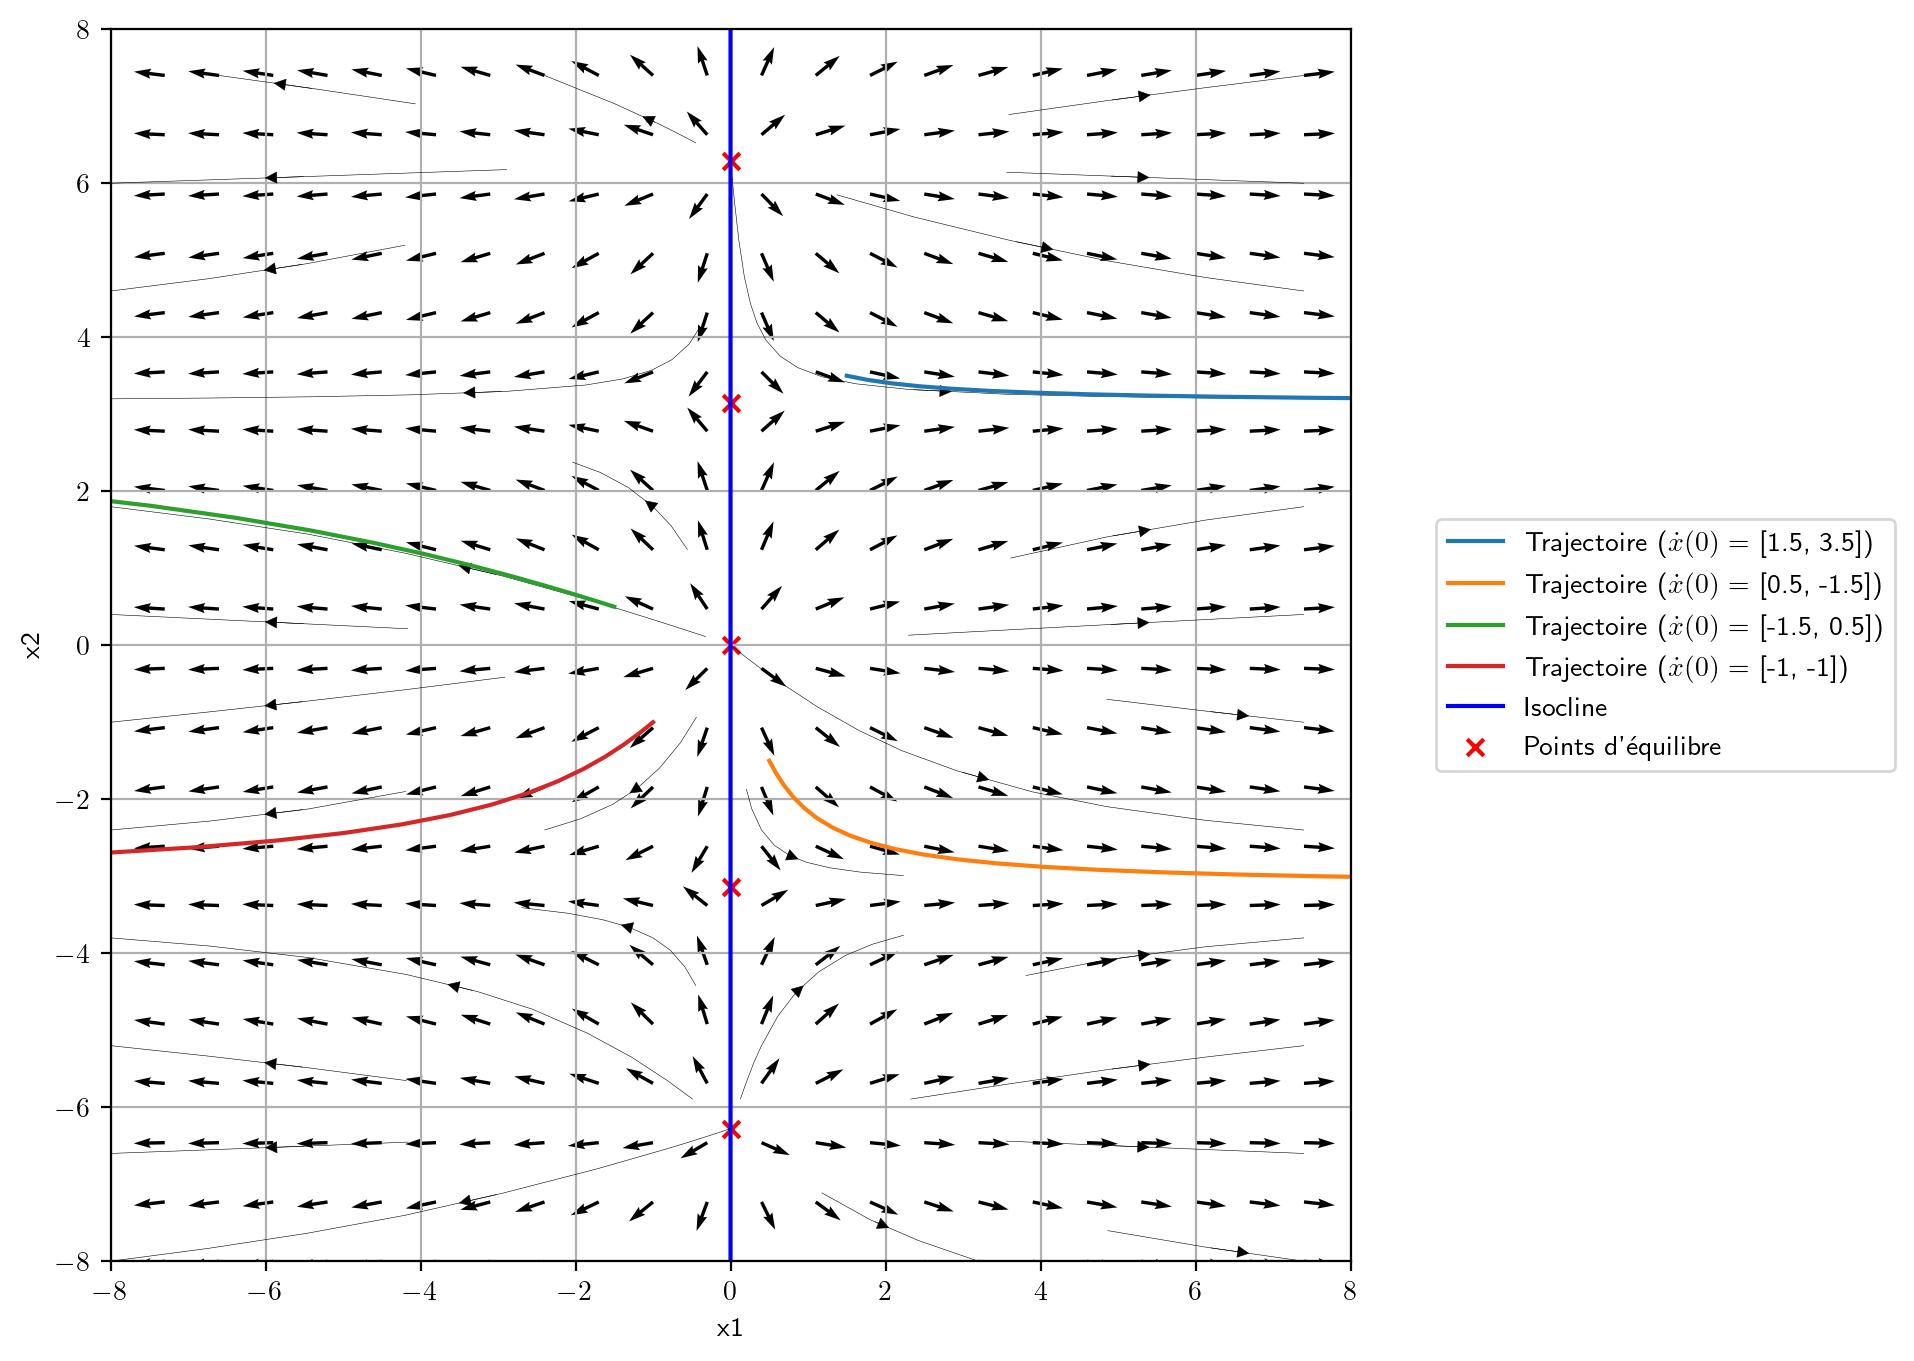 8
6
4
2
0
−2
−4
−6
−8
x2
−8 −6 −4 −2 0 2 4 6 8
x1
Trajectoire (ẋ(0) = [1.5, 3.5])
Trajectoire (ẋ(0) = [0.5, -1.5])
Trajectoire (ẋ(0) = [-1.5, 0.5])
Trajectoire (ẋ(0) = [-1, -1])
Isocline
Points d'équilibre